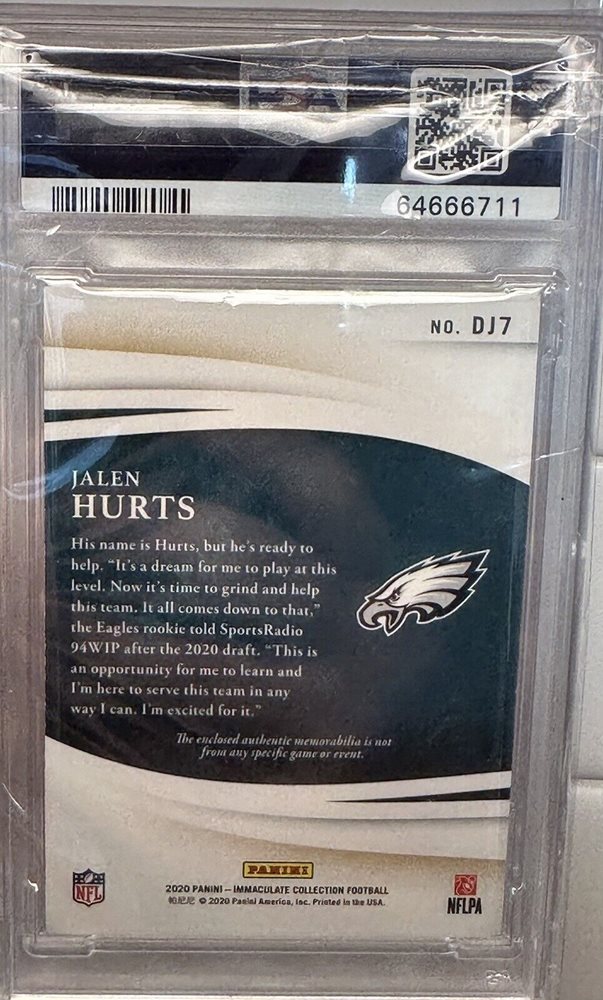 64666711
NO. DJ7
JALEN
HURTS
His name is Hurts, but he's ready to
help. "It's a dream for me to play at this
level. Now it's time to grind and help
this team. It all comes down to that,"
the Eagles rookie told SportsRadio
94WIP after the 2020 draft. "This is
an opportunity for me to learn and
I'm here to serve this team in any
way I can. I'm excited for it."
The enclosed authentic memorabilia is not
from any specific game or event.
PANINI
NFL
2020 PANINI – IMMACULATE COLLECTION FOOTBALL
帕尼尼 © 2020 Panini America, Inc. Printed in the USA.
NFLPA